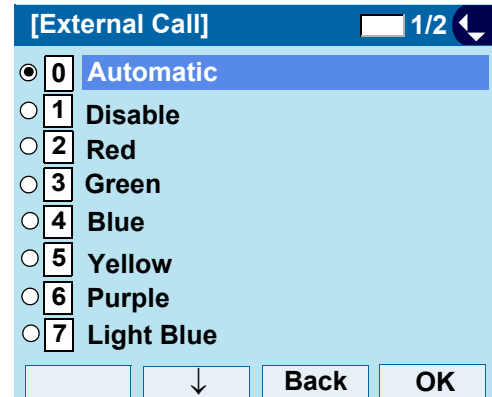 [External Call] 1/2
0 Automatic
1 Disable
2 Red
3 Green
4 Blue
5 Yellow
6 Purple
7 Light Blue
↓ Back OK